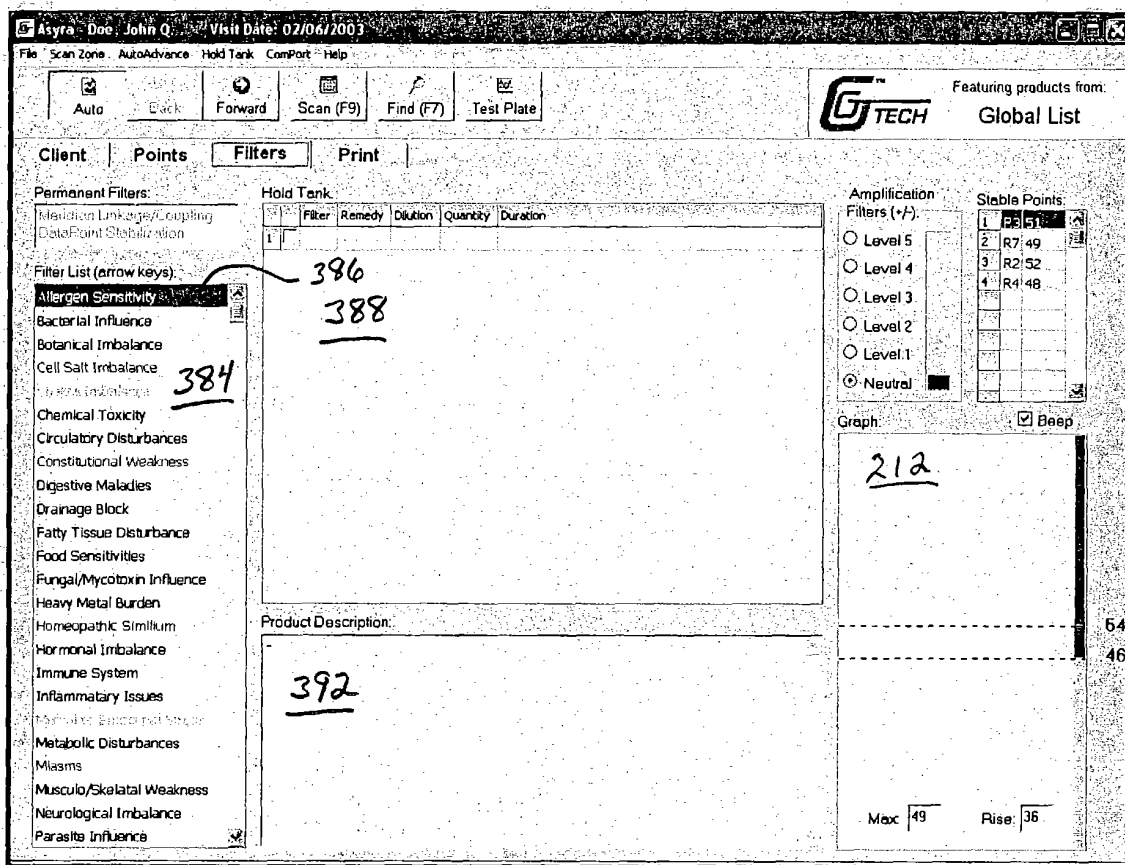 Asyra - Doe, John Q. Visit Date: 02/06/2003
File Scan Zone AutoAdvance Hold Tank ComPort Help
Auto Back Forward Scan (F9) Find (F7) Test Plate
GTECH
Featuring products from:
Global List
Client Points Filters Print
Permanent Filters:
Meridian Linkage/Coupling
DataPoint Stabilization
Filter List (arrow keys):
Allergen Sensitivity
Bacterial Influence
Botanical Imbalance
Cell Salt Imbalance
Chemical Toxicity
Circulatory Disturbances
Constitutional Weakness
Digestive Maladies
Drainage Block
Fatty Tissue Disturbance
Food Sensitivities
Fungal/Mycotoxin Influence
Heavy Metal Burden
Homeopathic Similium
Hormonal Imbalance
Immune System
Inflammatary Issues
Metabolic Disturbances
Miasms
Musculo/Skelatal Weakness
Neurological Imbalance
Parasite Influence
384
Hold Tank:
Filter Remedy Dilution Quantity Duration
1
386
388
Product Description:
392
Amplification
Filters (+/-):
Level 5
Level 4
Level 3
Level 2
Level 1
Neutral
Stable Points:
1 R3 51
2 R7 49
3 R2 52
4 R4 48
Graph: Beep
212
54
46
Max: 49 Rise: 36